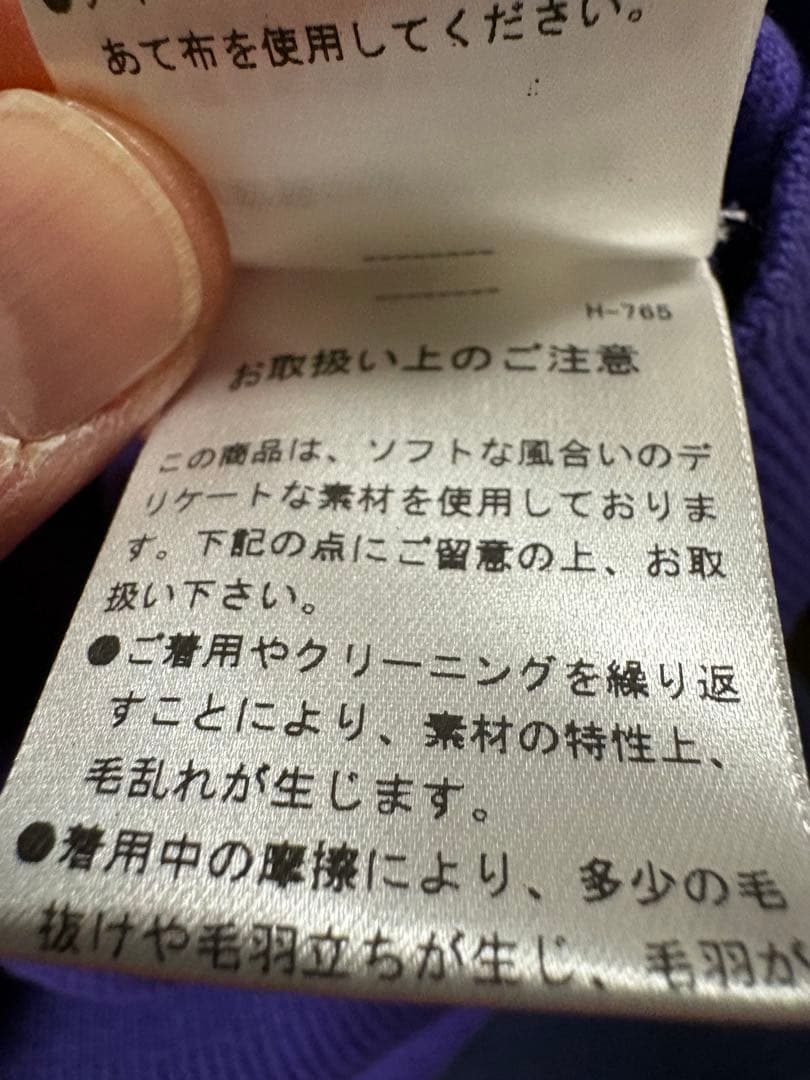 あて布を使用してください。
H-765
お取扱い上のご注意
この商品は、ソフトな風合いのデ
リケートな素材を使用しておりま
す。下記の点にご留意の上、お取
扱い下さい。
●ご着用やクリーニングを繰り返
すことにより、素材の特性上、
毛乱れが生じます。
●着用中の摩擦により、多少の毛
抜けや毛羽立ちが生じ、毛羽が